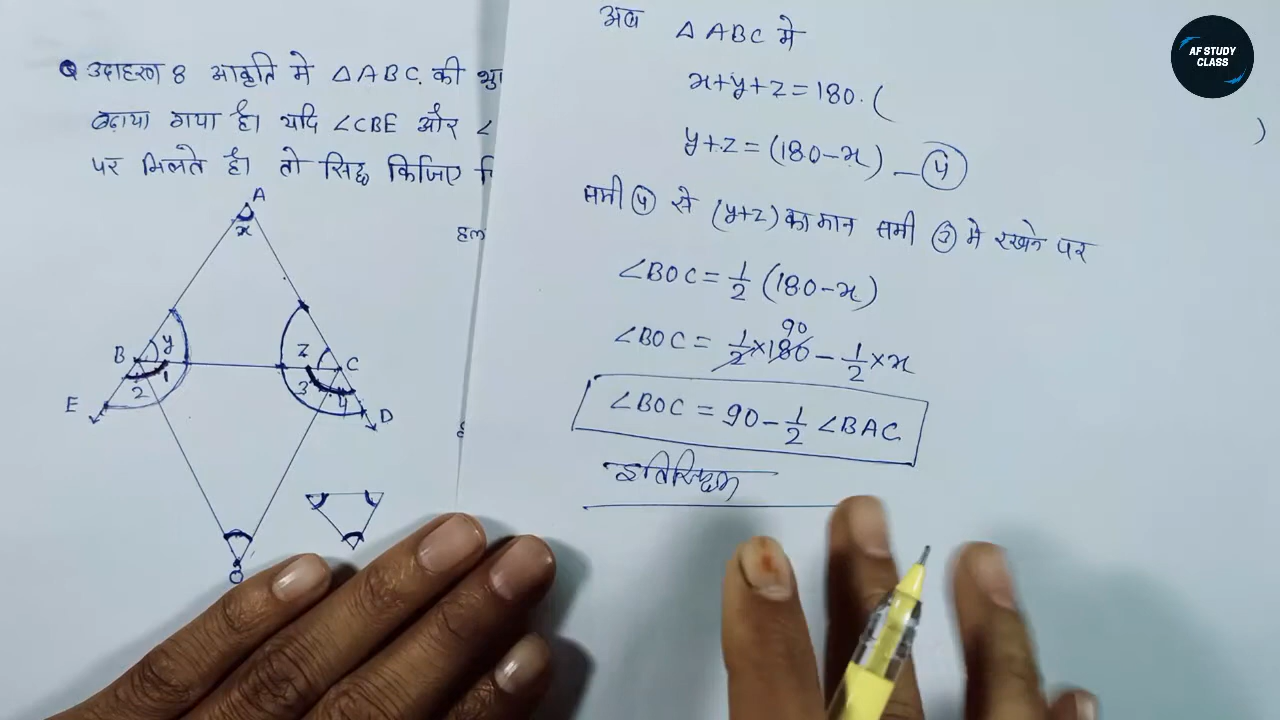 Q उदाहरण 8 आकृति में △ABC की
बढ़ाया गया है। यदि ∠CBE और ∠
पर मिलते है। तो सिद्ध किजिए
A
x
B
y
1
2
E
z
C
3
4
D
O
हल
अब △ABC में
x+y+z=180. (
)
y+z=(180-x) — ④
समी ④ से (y+z) का मान समी ③ में रखने पर
∠BOC = 1/2 (180-x)
90
∠BOC = 1/2 × 180 - 1/2 × x
∠BOC = 90 - 1/2 ∠BAC
इतिसिद्धम
AF STUDY
CLASS